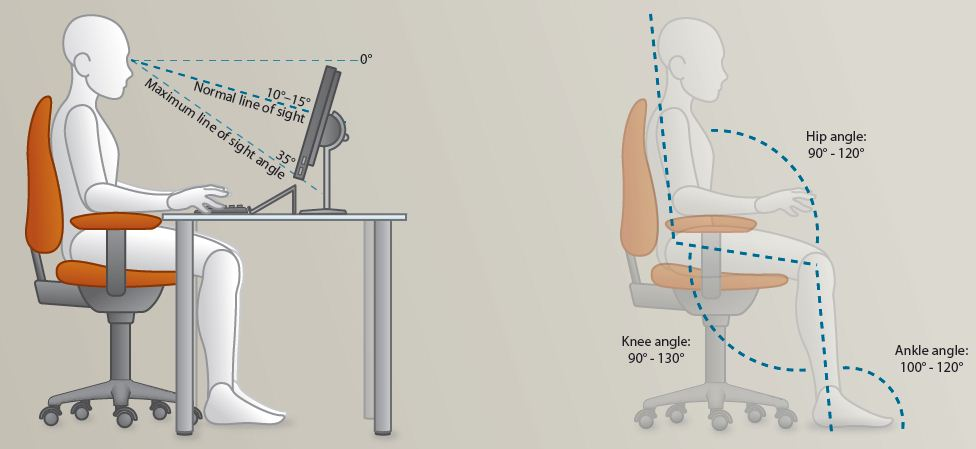 0°
10°–15°
Normal line of sight
Maximum line of sight angle
35°
Hip angle:
90° - 120°
Knee angle:
90° - 130°
Ankle angle:
100° - 120°